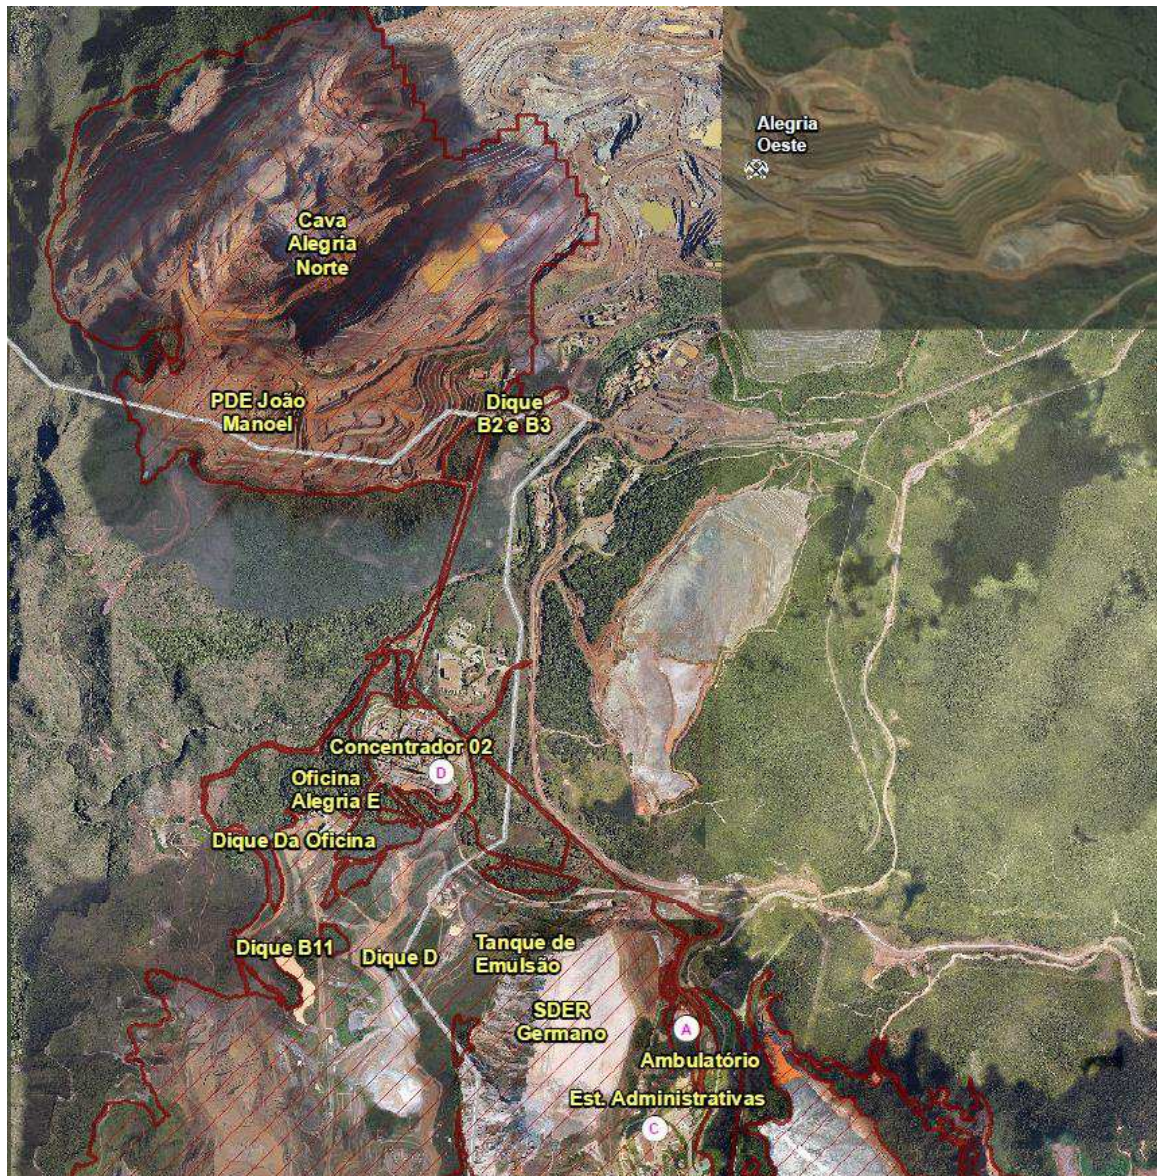 Alegria
Oeste
Cava
Alegria
Norte
PDE João
Manoel
Dique
B2 e B3
Concentrador 02
D
Oficina
Alegria E
Dique Da Oficina
Dique B11
Dique D
Tanque de
Emulsão
SDER
Germano
A
Ambulatório
Est. Administrativas
C